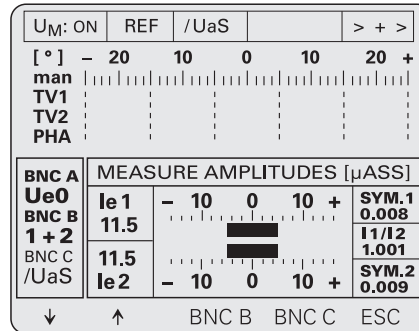 UM: ON REF /UaS > + >
[ ° ] – 20 10 0 10 20 +
man
TV1
TV2
PHA
BNC A
Ue0
BNC B
1 + 2
BNC C
/UaS
MEASURE AMPLITUDES [µASS]
Ie 1
11.5
– 10 0 10 +
SYM.1
0.008
I1/I2
1.001
11.5
Ie 2
– 10 0 10 +
SYM.2
0.009
↓ ↑ BNC B BNC C ESC